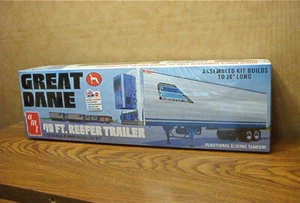 GREAT
DANE
ASSEMBLED KIT BUILDS
TO 20" LONG
amt
40 FT. REEFER TRAILER
FUNCTIONAL SLIDING TANDEM!